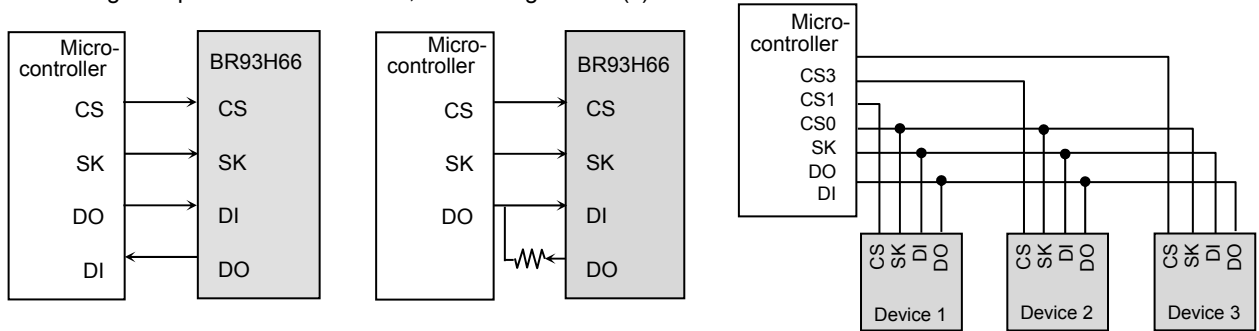 Micro-
controller
CS
SK
DO
DI
BR93H66
CS
SK
DI
DO
Micro-
controller
CS
SK
DO
BR93H66
CS
SK
DI
DO
Micro-
controller
CS3
CS1
CS0
SK
DO
DI
CS
SK
DI
DO
Device 1
CS
SK
DI
DO
Device 2
CS
SK
DI
DO
Device 3